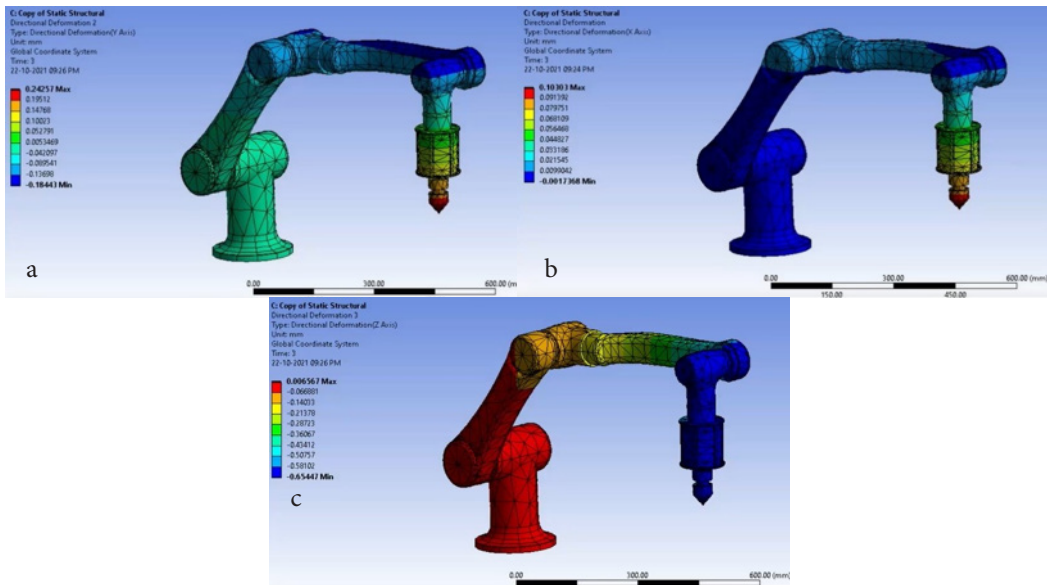 C: Copy of Static Structural
Directional Deformation 2
Type: Directional Deformation(Y Axis)
Unit: mm
Global Coordinate System
Time: 3
22-10-2021 09:26 PM
0.24257 Max
0.19512
0.14768
0.10023
0.052791
0.0053469
-0.042097
-0.089541
-0.13698
-0.18443 Min
a
0.00 300.00 600.00 (m
C: Copy of Static Structural
Directional Deformation
Type: Directional Deformation(X Axis)
Unit: mm
Global Coordinate System
Time: 3
22-10-2021 09:24 PM
0.10303 Max
0.091392
0.079751
0.068109
0.056468
0.044827
0.033186
0.021545
0.0099042
-0.0017368 Min
b
0.00 300.00 600.00 (mm)
150.00 450.00
C: Copy of Static Structural
Directional Deformation 3
Type: Directional Deformation(Z Axis)
Unit: mm
Global Coordinate System
Time: 3
22-10-2021 09:26 PM
0.006567 Max
-0.066881
-0.14033
-0.21378
-0.28723
-0.36067
-0.43412
-0.50757
-0.58102
-0.65447 Min
c
0.00 300.00 600.00 (mm)